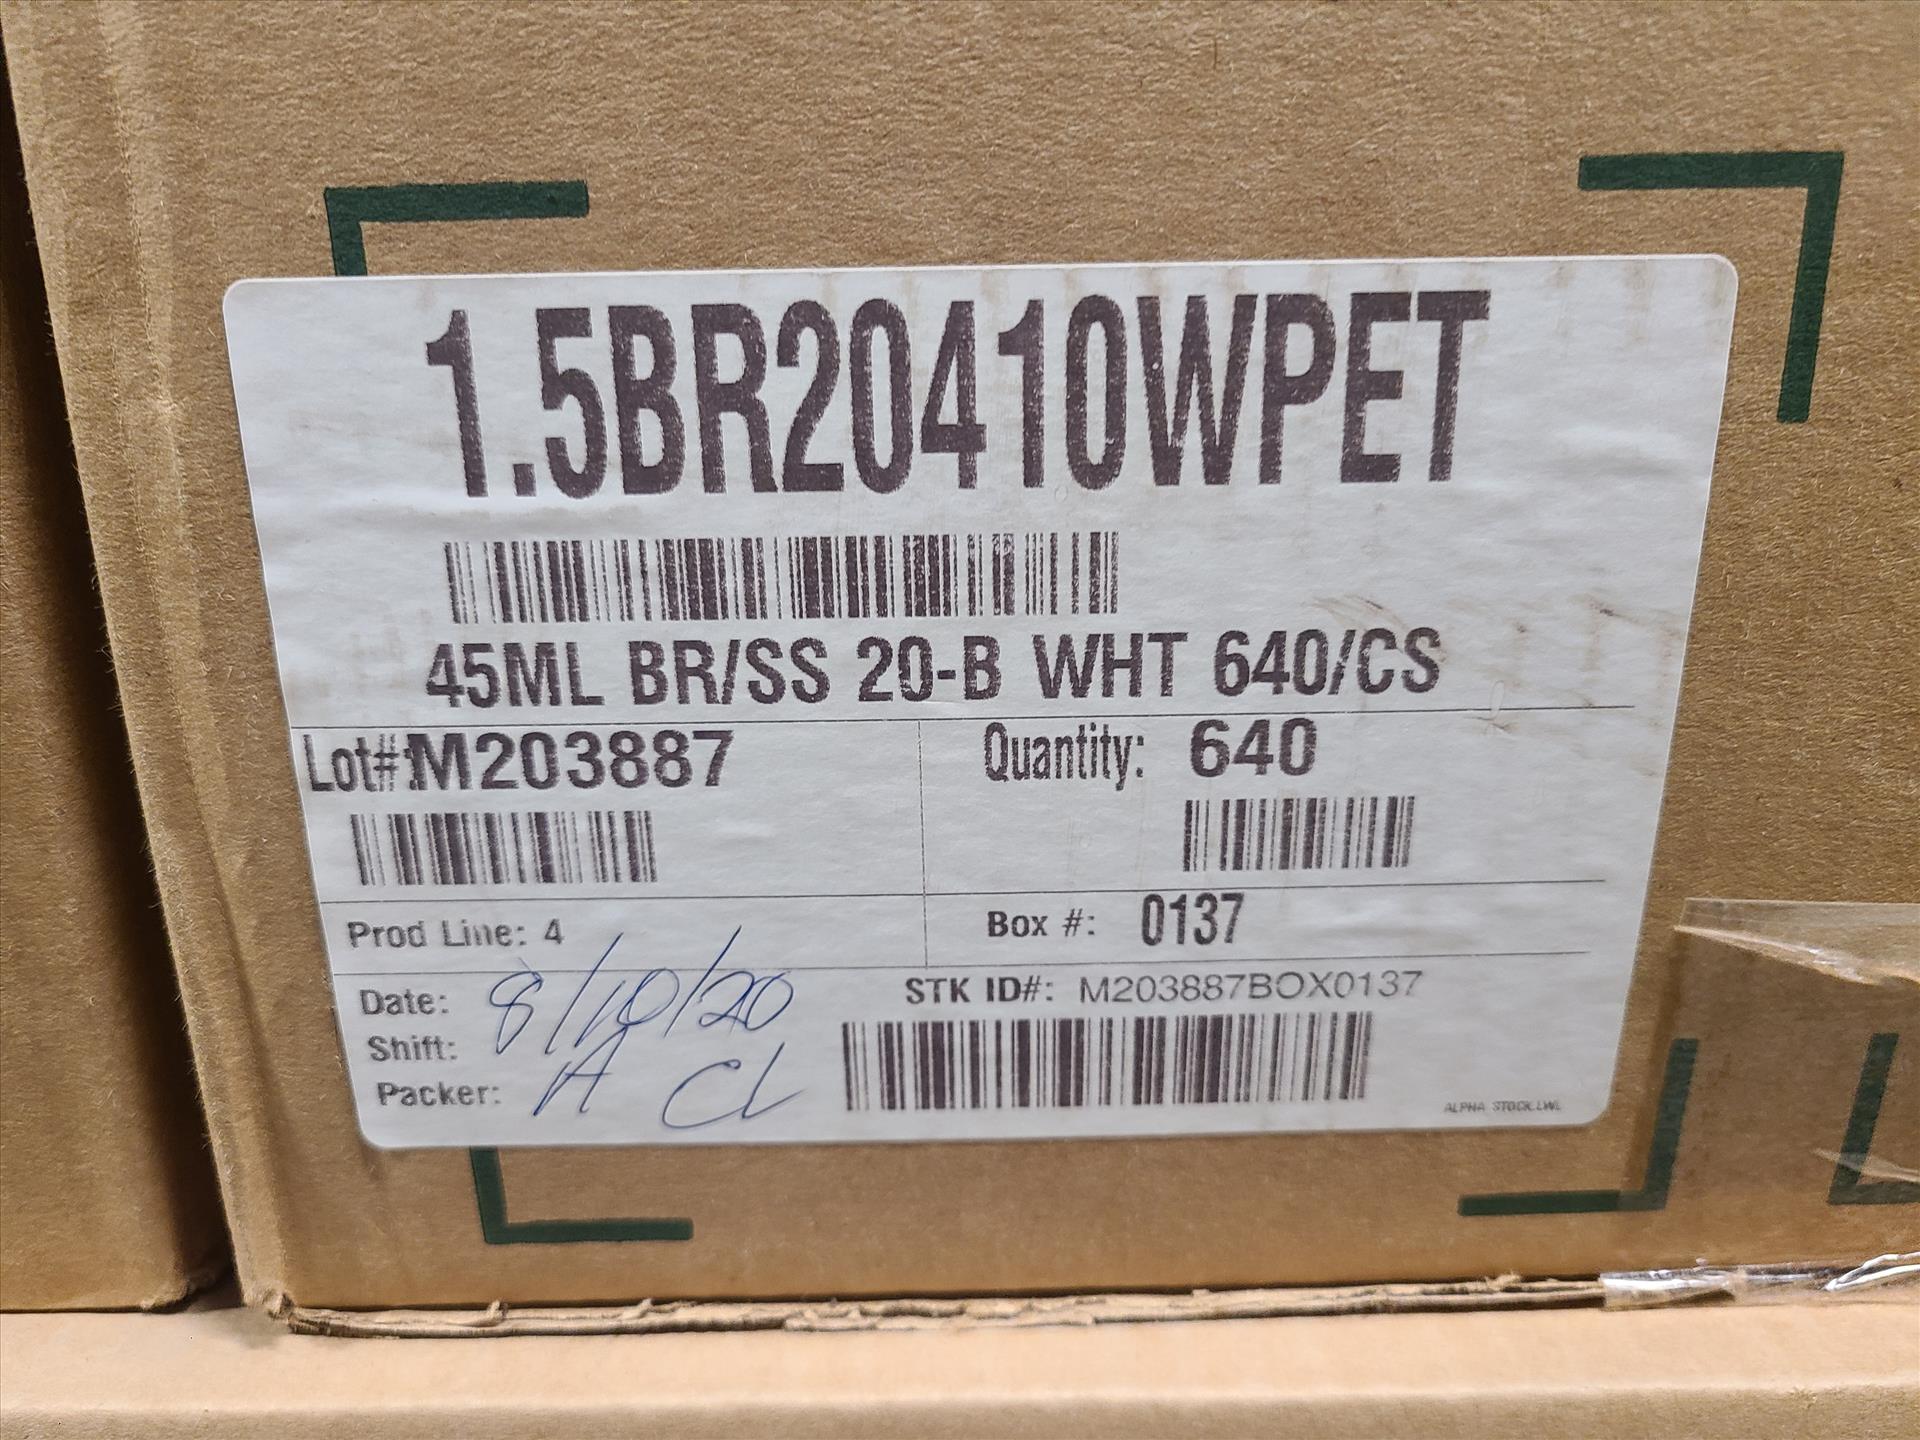 1.5BR20410WPET
45ML BR/SS 20-B WHT 640/CS
Lot#:M203887
Quantity: 640
Prod Line: 4
Box #: 0137
Date: 8/10/20
STK ID#: M203887BOX0137
Shift: A
Packer: CL
ALPHA STOCK.LWL